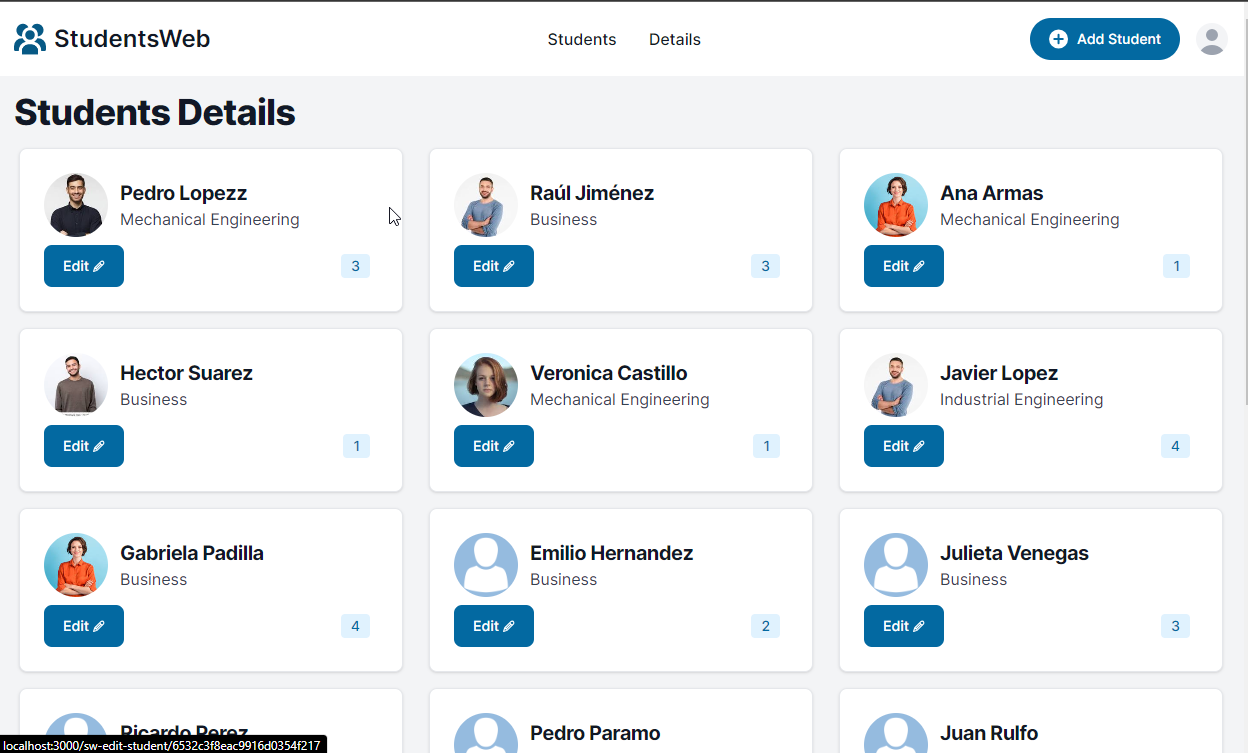 StudentsWeb
Students
Details
Add Student
Students Details
Pedro Lopezz
Mechanical Engineering
Edit
3
Raúl Jiménez
Business
Edit
3
Ana Armas
Mechanical Engineering
Edit
1
Hector Suarez
Business
Edit
1
Veronica Castillo
Mechanical Engineering
Edit
1
Javier Lopez
Industrial Engineering
Edit
4
Gabriela Padilla
Business
Edit
4
Emilio Hernandez
Business
Edit
2
Julieta Venegas
Business
Edit
3
Ricardo Perez
Pedro Paramo
Juan Rulfo
localhost:3000/sw-edit-student/6532c3f8eac9916d0354f217